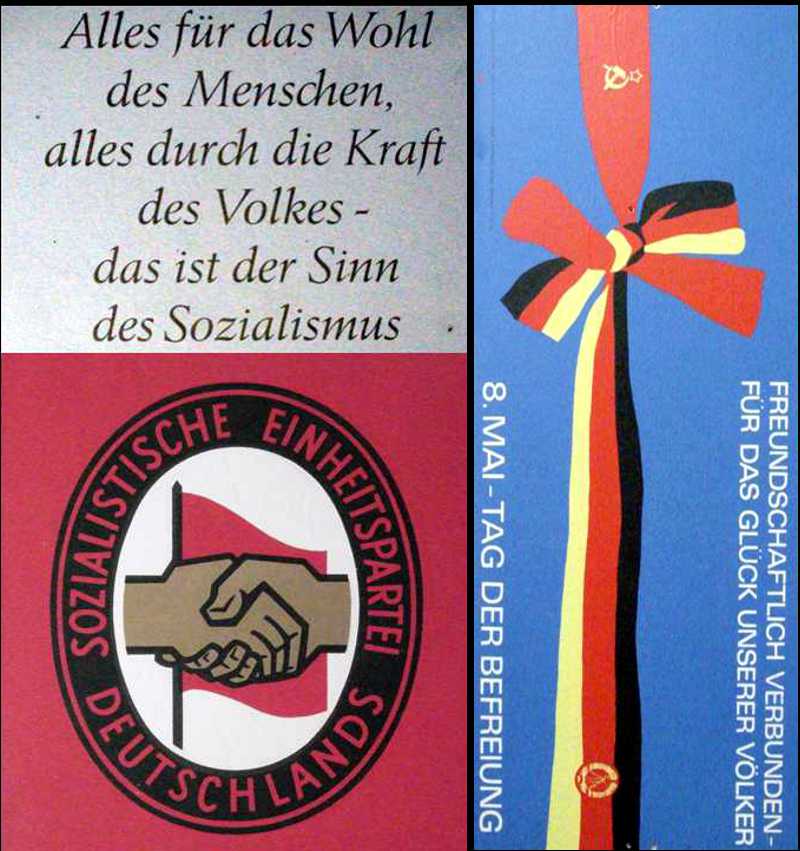 Alles für das Wohl
des Menschen,
alles durch die Kraft
des Volkes -
das ist der Sinn
des Sozialismus
SOZIALISTISCHE EINHEITSPARTEI
DEUTSCHLANDS
8. MAI - TAG DER BEFREIUNG
FREUNDSCHAFTLICH VERBUNDEN -
FÜR DAS GLÜCK UNSERER VÖLKER